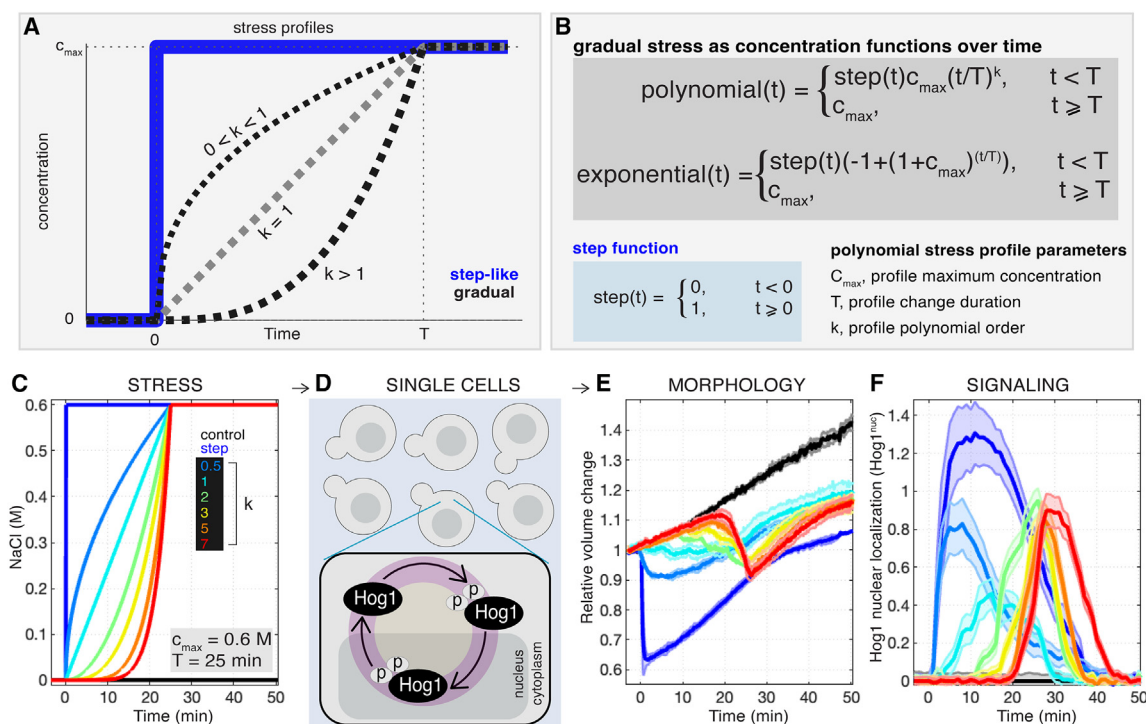 A
stress profiles
c_max
concentration
0
0 < k < 1
k = 1
k > 1
step-like
gradual
0
Time
T
B
gradual stress as concentration functions over time
polynomial(t) = { step(t)c_max(t/T)^k, t < T
c_max, t ⩾ T
exponential(t) = { step(t)(-1+(1+c_max)^(t/T)), t < T
c_max, t ⩾ T
step function
step(t) = { 0, t < 0
1, t ⩾ 0
polynomial stress profile parameters
C_max, profile maximum concentration
T, profile change duration
k, profile polynomial order
C
STRESS
NaCl (M)
0.6
0.5
0.4
0.3
0.2
0.1
0
control
step
0.5
1
2
3
5
7
k
c_max = 0.6 M
T = 25 min
0 10 20 30 40 50
Time (min)
→ D
SINGLE CELLS
Hog1
p
p
Hog1
p
p
Hog1
nucleus
cytoplasm
→ E
MORPHOLOGY
Relative volume change
1.4
1.3
1.2
1.1
1
0.9
0.8
0.7
0.6
0 10 20 30 40 50
Time (min)
F
SIGNALING
Hog1 nuclear localization (Hog1^nuc)
1.4
1.2
1
0.8
0.6
0.4
0.2
0
0 10 20 30 40 50
Time (min)